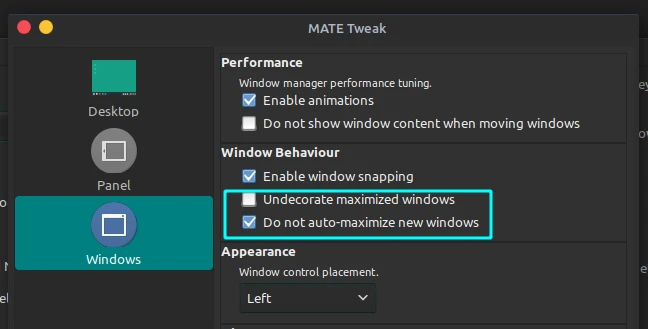 MATE Tweak
Desktop
Panel
Windows
Performance
Window manager performance tuning.
Enable animations
Do not show window content when moving windows
Window Behaviour
Enable window snapping
Undecorate maximized windows
Do not auto-maximize new windows
Appearance
Window control placement.
Left